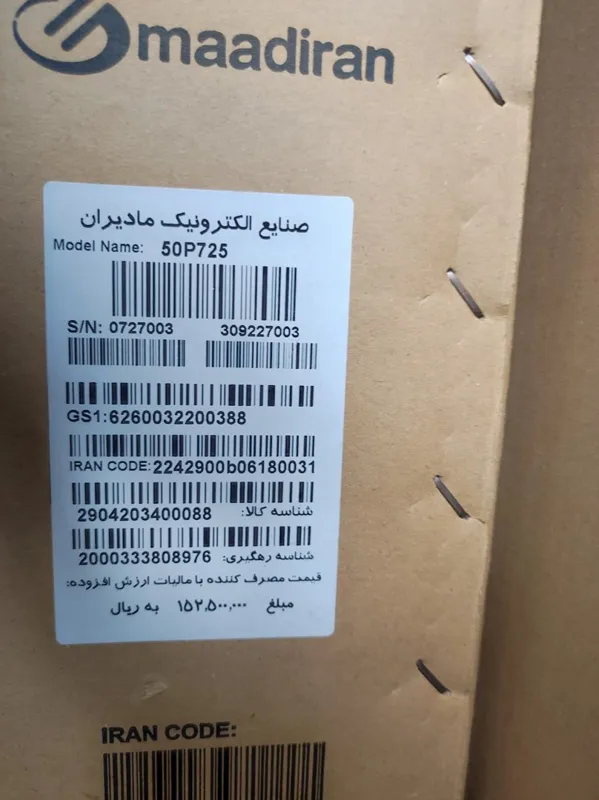 maadiran
صنایع الکترونیک مادیران
Model Name: 50P725
S/N: 0727003 309227003
GS1:6260032200388
IRAN CODE:2242900b06180031
شناسه کالا: 2904203400088
شناسه رهگیری: 2000333808976
قیمت مصرف کننده با مالیات ارزش افزوده:
مبلغ ۱۵۲,۵۰۰,۰۰۰ به ریال
IRAN CODE: